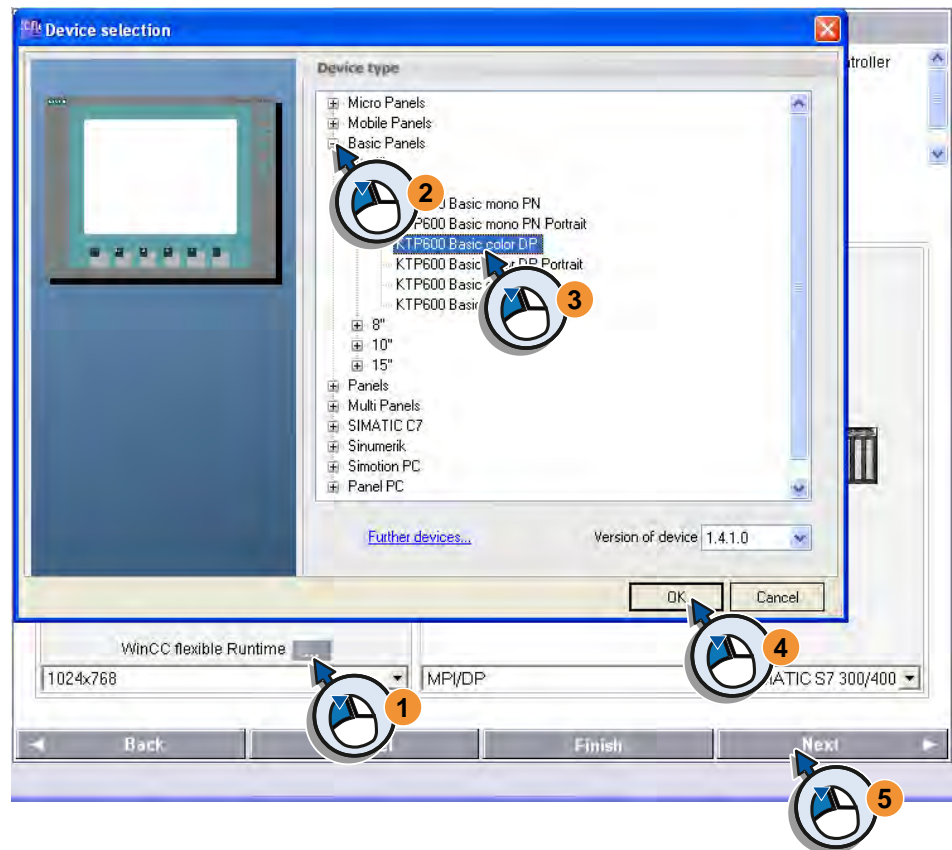 Device selection
troller
Device type
Micro Panels
Mobile Panels
Basic Panels
Basic mono PN
P600 Basic mono PN Portrait
KTP600 Basic color DP
KTP600 Basic DP Portrait
KTP600 Basic
KTP600 Basic
8"
10"
15"
Panels
Multi Panels
SIMATIC C7
Sinumerik
Simotion PC
Panel PC
Further devices...
Version of device 1.4.1.0
OK
Cancel
WinCC flexible Runtime
...
1024x768
MPI/DP
IATIC S7 300/400
Back
Finish
Next
1
2
3
4
5